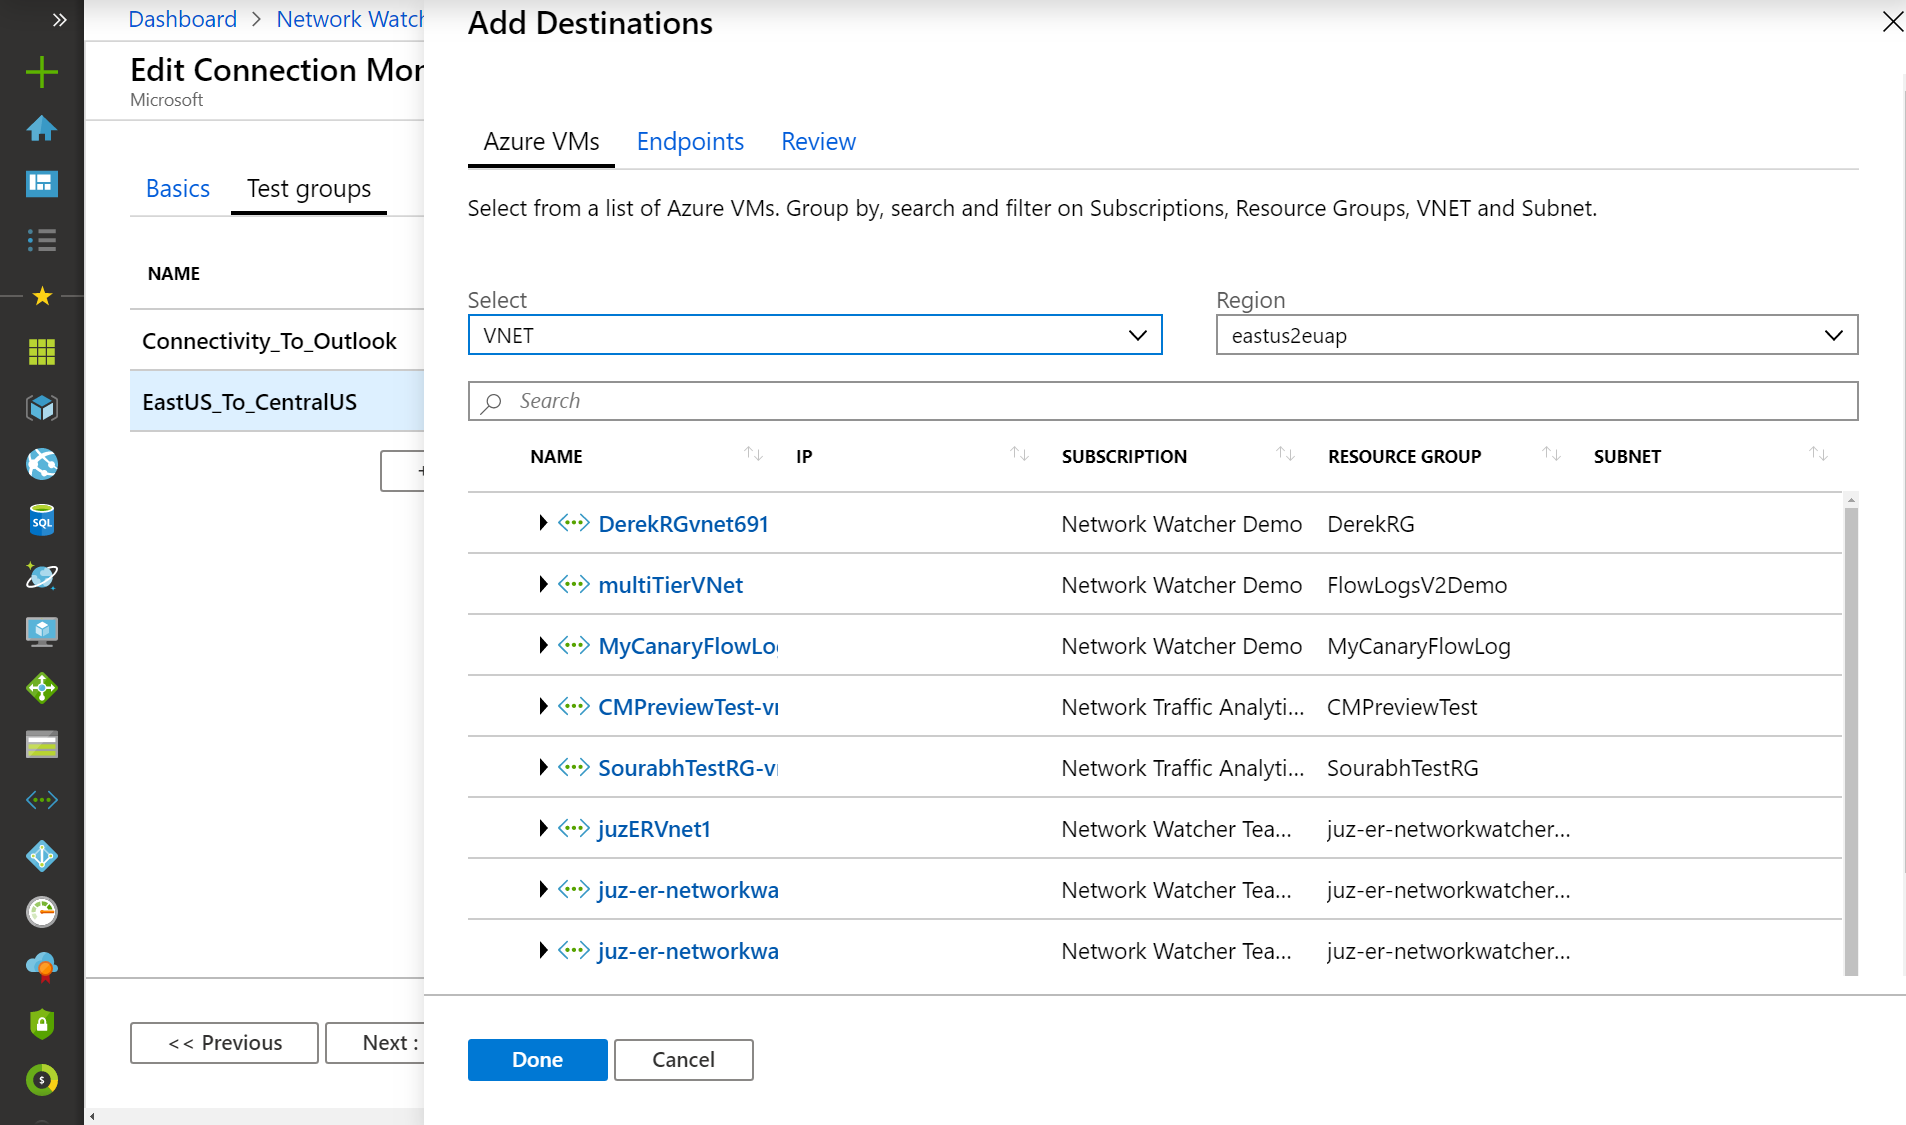 Dashboard > Network Watch
Edit Connection Mon
Microsoft
Basics Test groups
NAME
Connectivity_To_Outlook
EastUS_To_CentralUS
+
<< Previous Next :
Add Destinations
Azure VMs Endpoints Review
Select from a list of Azure VMs. Group by, search and filter on Subscriptions, Resource Groups, VNET and Subnet.
Select Region
VNET eastus2euap
Search
NAME IP SUBSCRIPTION RESOURCE GROUP SUBNET
DerekRGvnet691 Network Watcher Demo DerekRG
multiTierVNet Network Watcher Demo FlowLogsV2Demo
MyCanaryFlowLog Network Watcher Demo MyCanaryFlowLog
CMPreviewTest-vn Network Traffic Analyti... CMPreviewTest
SourabhTestRG-vn Network Traffic Analyti... SourabhTestRG
juzERVnet1 Network Watcher Tea... juz-er-networkwatcher...
juz-er-networkwa Network Watcher Tea... juz-er-networkwatcher...
juz-er-networkwa Network Watcher Tea... juz-er-networkwatcher...
Done Cancel
SQL
$